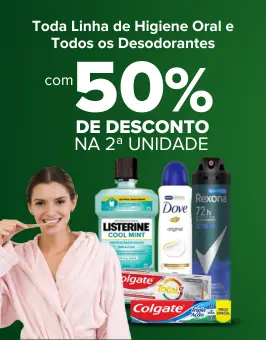 Toda Linha de Higiene Oral e
Todos os Desodorantes
com 50%
DE DESCONTO
NA 2ª UNIDADE
LISTERINE
COOL MINT
Dove
original
Rexona
72h
Colgate
Total
Colgate